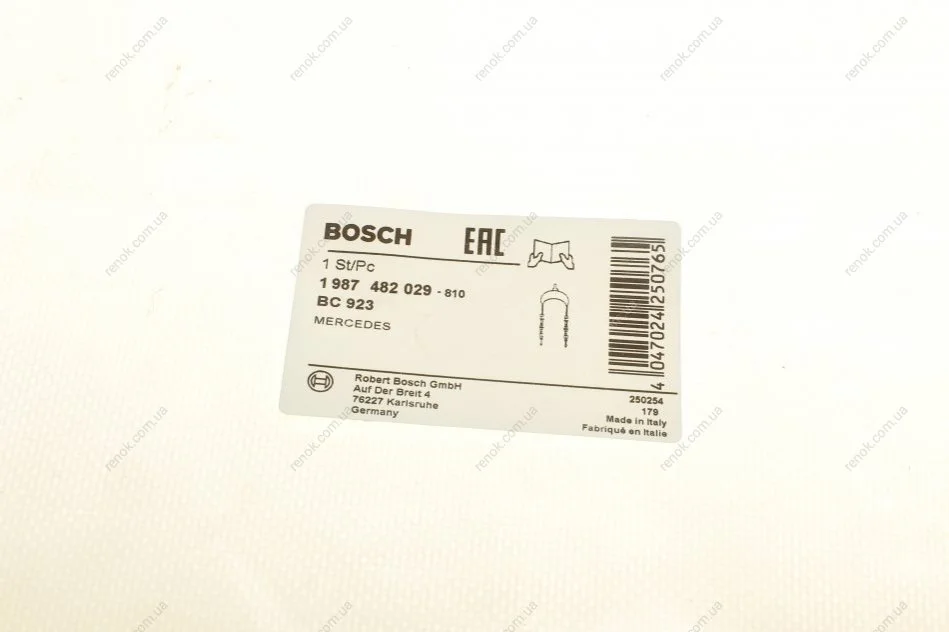 BOSCH
EAC
1 St/Pc
1 987 482 029 - 810
BC 923
MERCEDES
Robert Bosch GmbH
Auf Der Breit 4
76227 Karlsruhe
Germany
4 047024 250765
250254
179
Made in Italy
Fabriqué en Italie
renok.com.ua